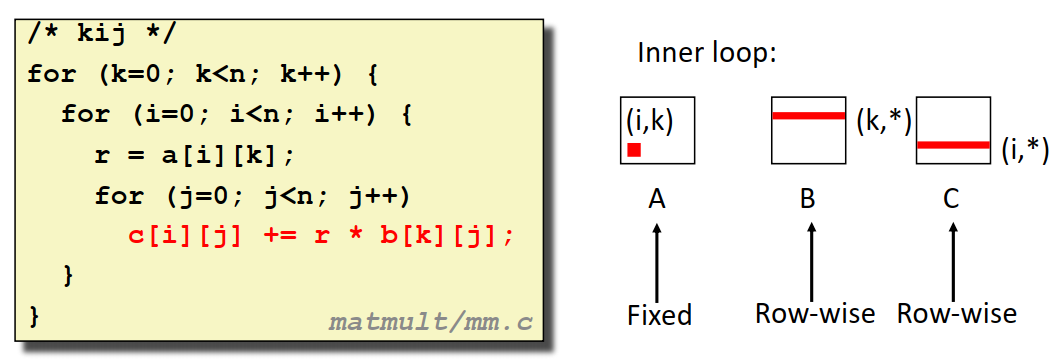 /* kij */
for (k=0; k<n; k++) {
  for (i=0; i<n; i++) {
    r = a[i][k];
    for (j=0; j<n; j++)
      c[i][j] += r * b[k][j];
  }
}
matmult/mm.c
Inner loop:
(i,k)
(k,*)
(i,*)
A
B
C
Fixed
Row-wise
Row-wise